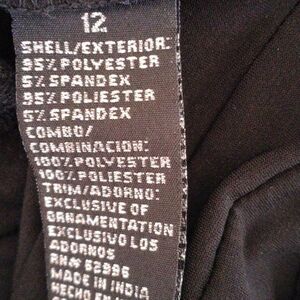 12
SHELL/EXTERIOR:
95% POLYESTER
5% SPANDEX
95% POLIESTER
5% SPANDEX
COMBO/
COMBINACION:
100% POLYESTER
100% POLIESTER
TRIM/ADORNO:
EXCLUSIVE OF
ORNAMENTATION
EXCLUSIVO LOS
ADORNOS
RN# 62996
MADE IN INDIA
HECHO EN